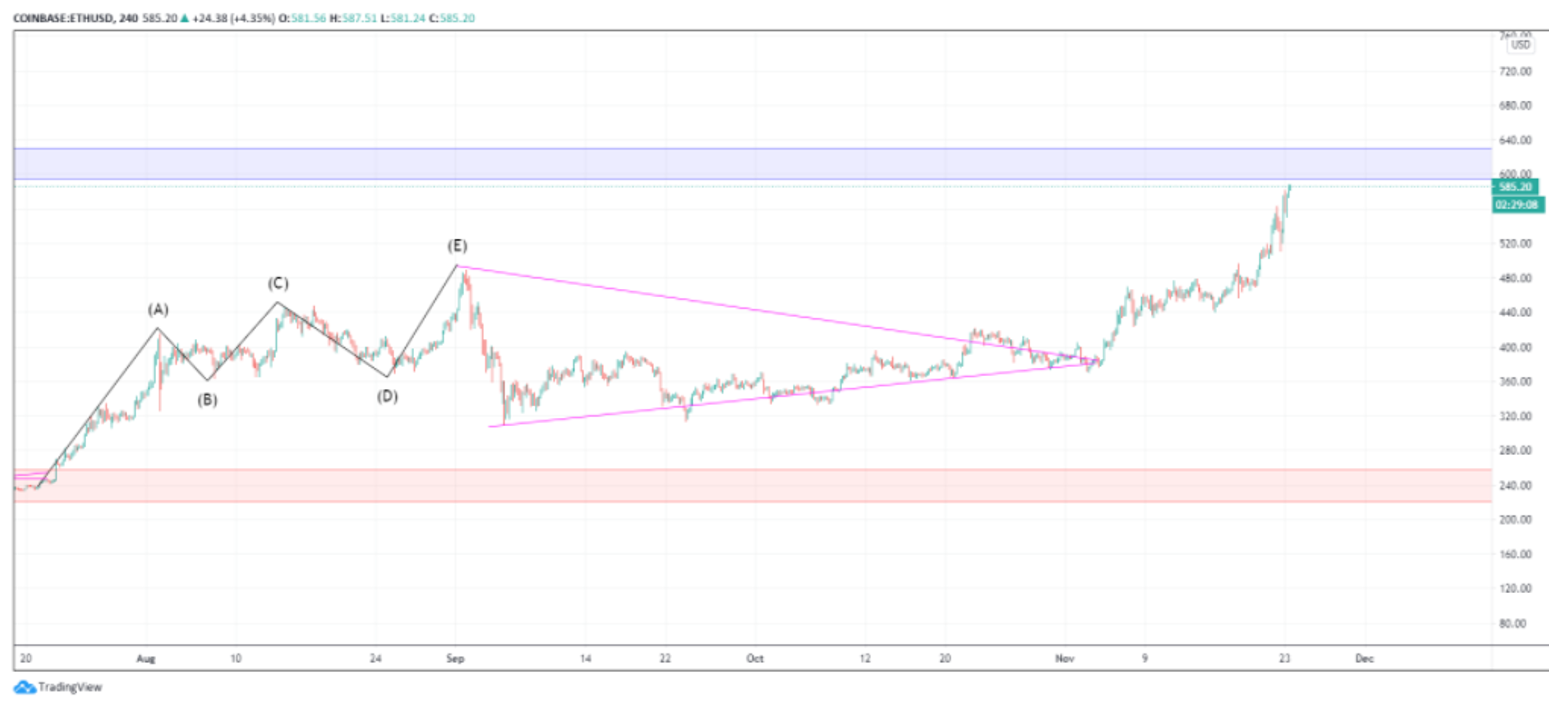 COINBASE:ETHUSD, 240 585.20 ▲ +24.38 (+4.35%) O:581.56 H:587.51 L:581.24 C:585.20
760.00
USD
720.00
680.00
640.00
600.00
585.20
02:29:08
520.00
480.00
440.00
400.00
360.00
320.00
280.00
240.00
200.00
160.00
120.00
80.00
(E)
(C)
(A)
(B)
(D)
20 Aug 10 24 Sep 14 22 Oct 12 20 Nov 9 23 Dec
TradingView